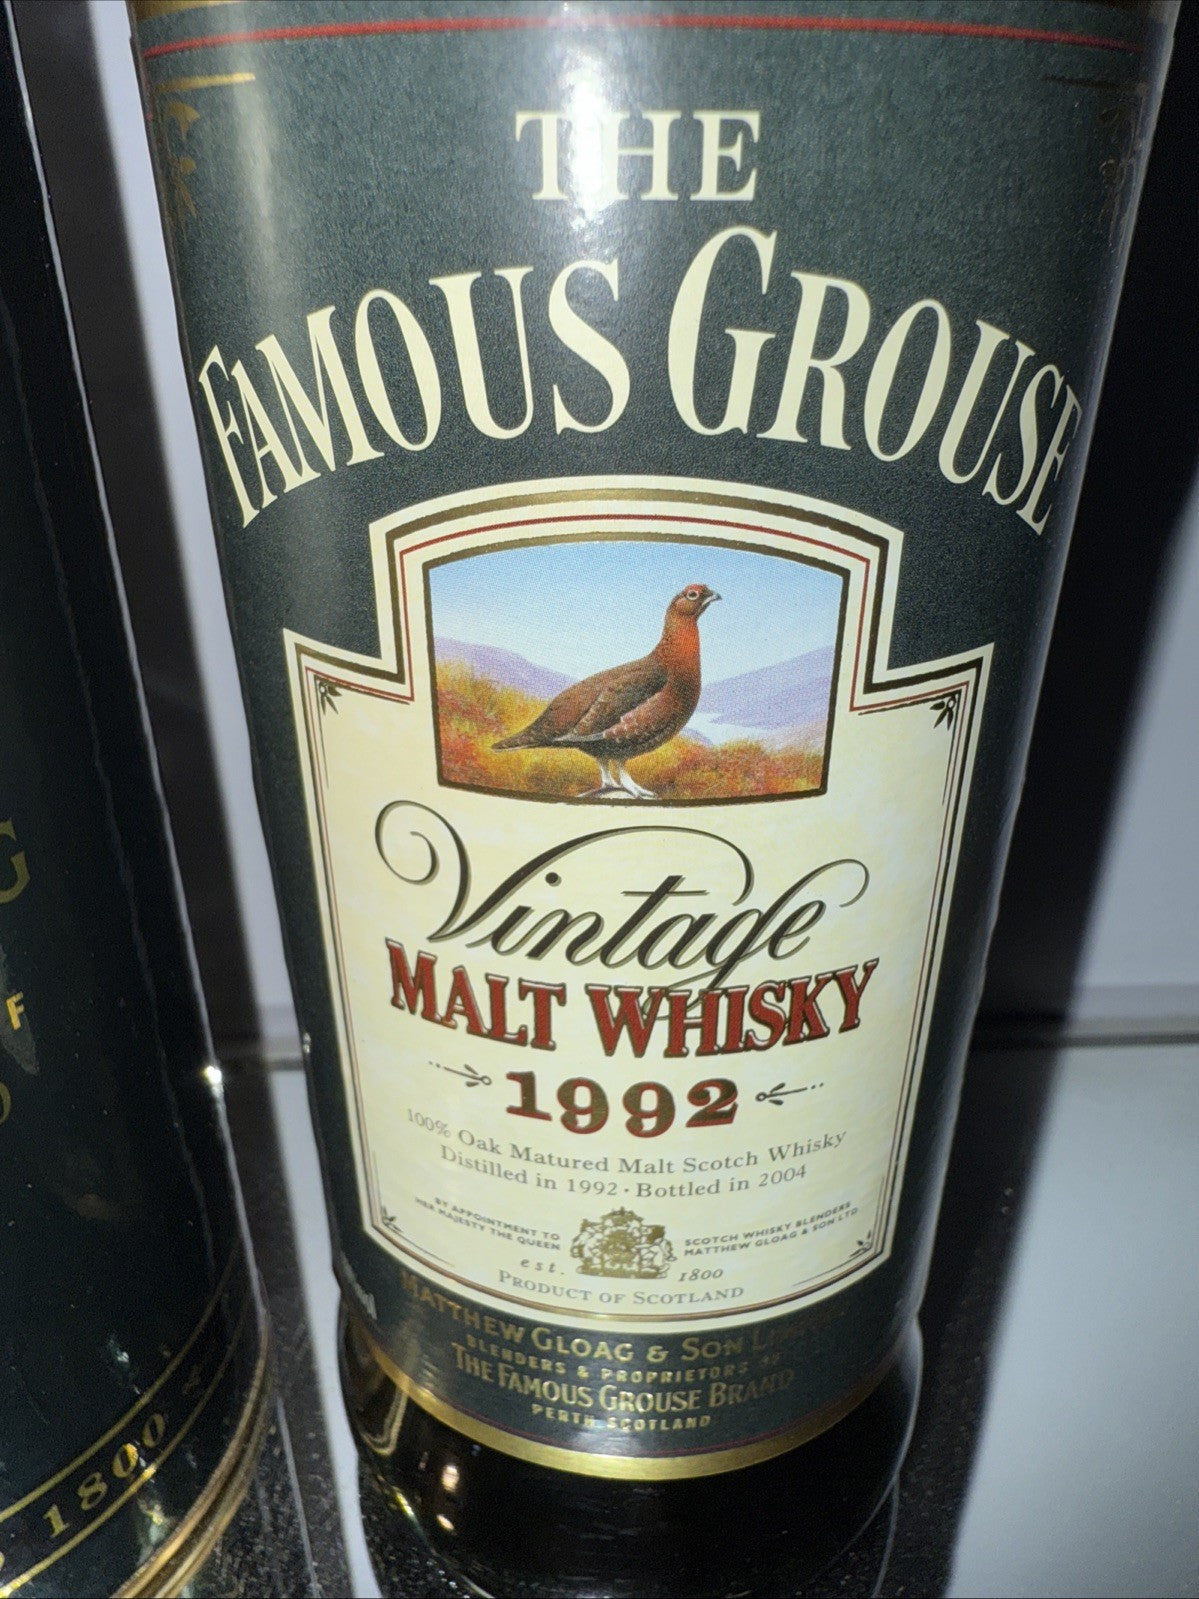 THE
FAMOUS GROUSE
Vintage
MALT WHISKY
1992
100% Oak Matured Malt Scotch Whisky
Distilled in 1992 · Bottled in 2004
BY APPOINTMENT TO
HER MAJESTY THE QUEEN
SCOTCH WHISKY BLENDERS
MATTHEW GLOAG & SON LTD
est. 1800
PRODUCT OF SCOTLAND
MATTHEW GLOAG & SON
BLENDERS & PROPRIETORS OF
THE FAMOUS GROUSE BRAND
PERTH SCOTLAND
G
F
1800